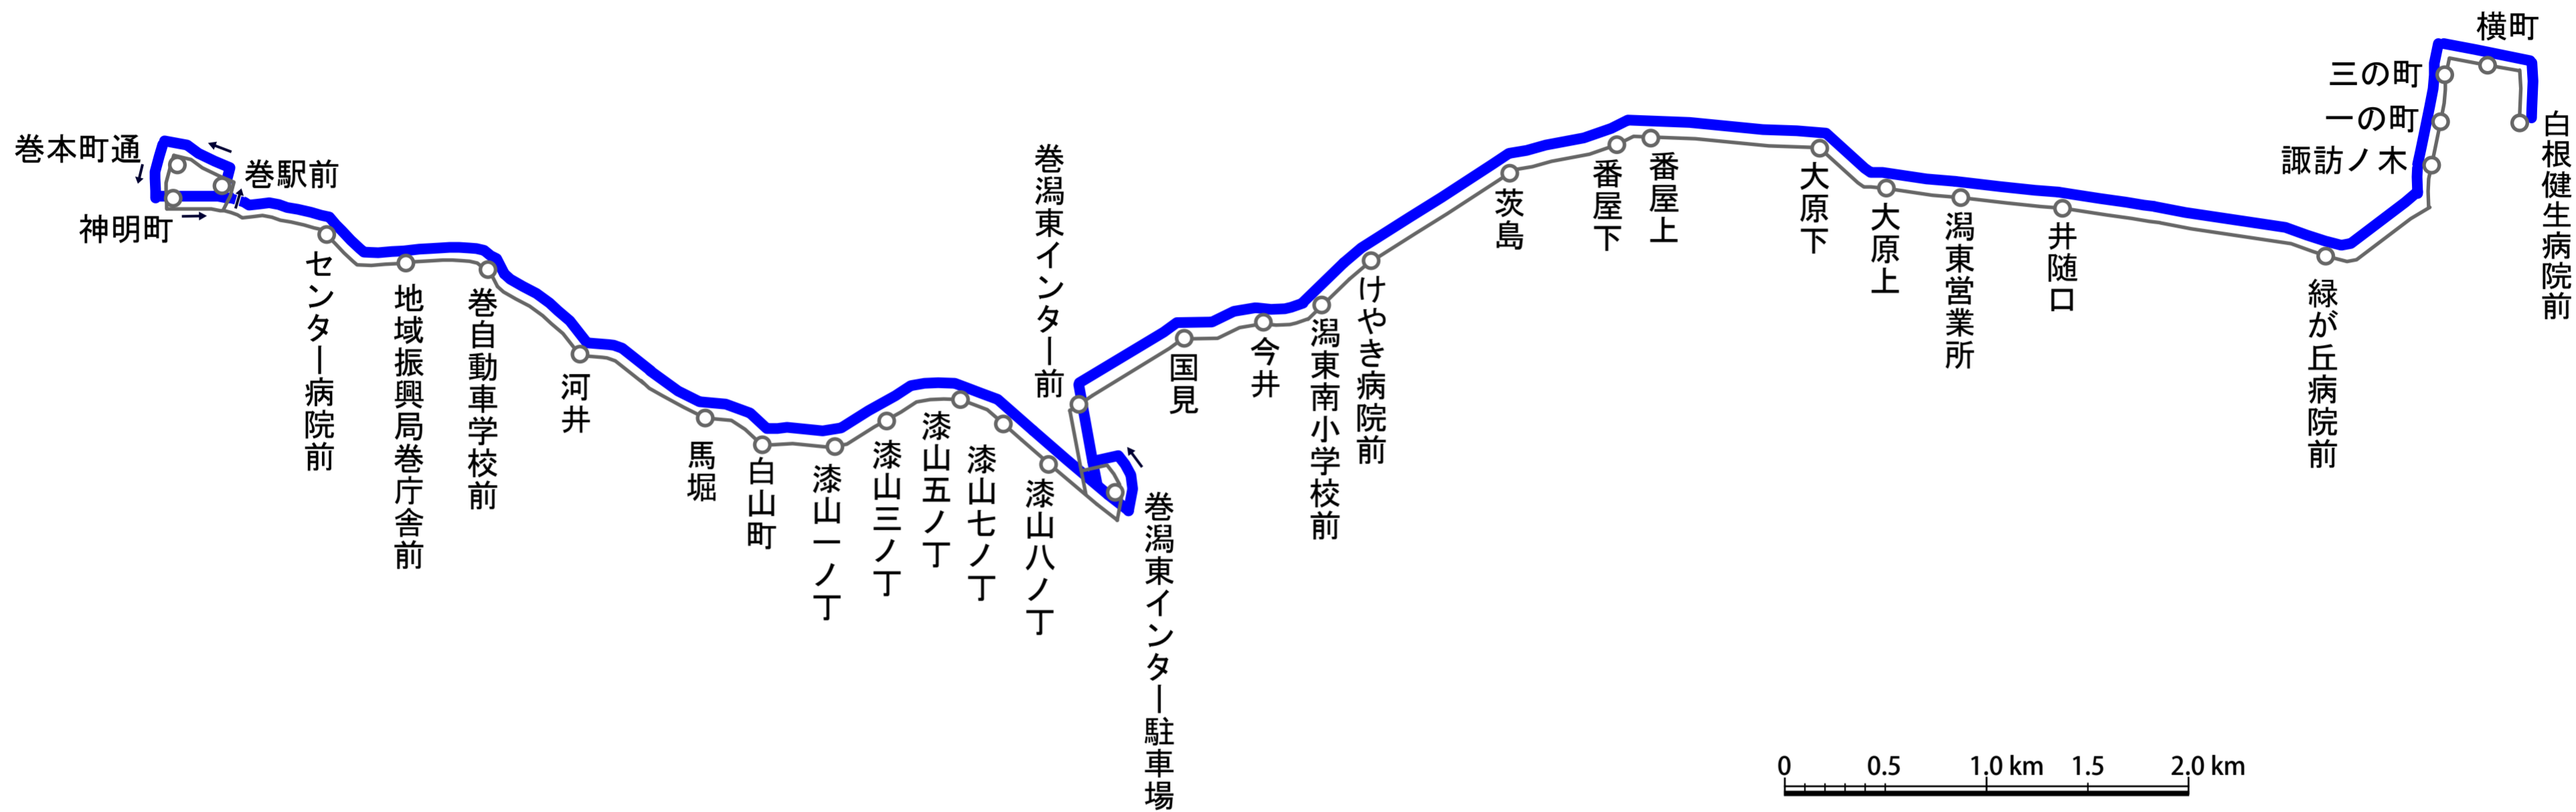 巻本町通
巻駅前
神明町
センター病院前
地域振興局巻庁舎前
巻自動車学校前
河井
馬堀
白山町
漆山一ノ丁
漆山三ノ丁
漆山五ノ丁
漆山七ノ丁
漆山八ノ丁
巻潟東インター前
巻潟東インター駐車場
国見
今井
潟東南小学校前
けやき病院前
茨島
番屋下
番屋上
大原下
大原上
潟東営業所
井随口
緑が丘病院前
諏訪ノ木
一の町
三の町
横町
白根健生病院前
0 0.5 1.0 km 1.5 2.0 km